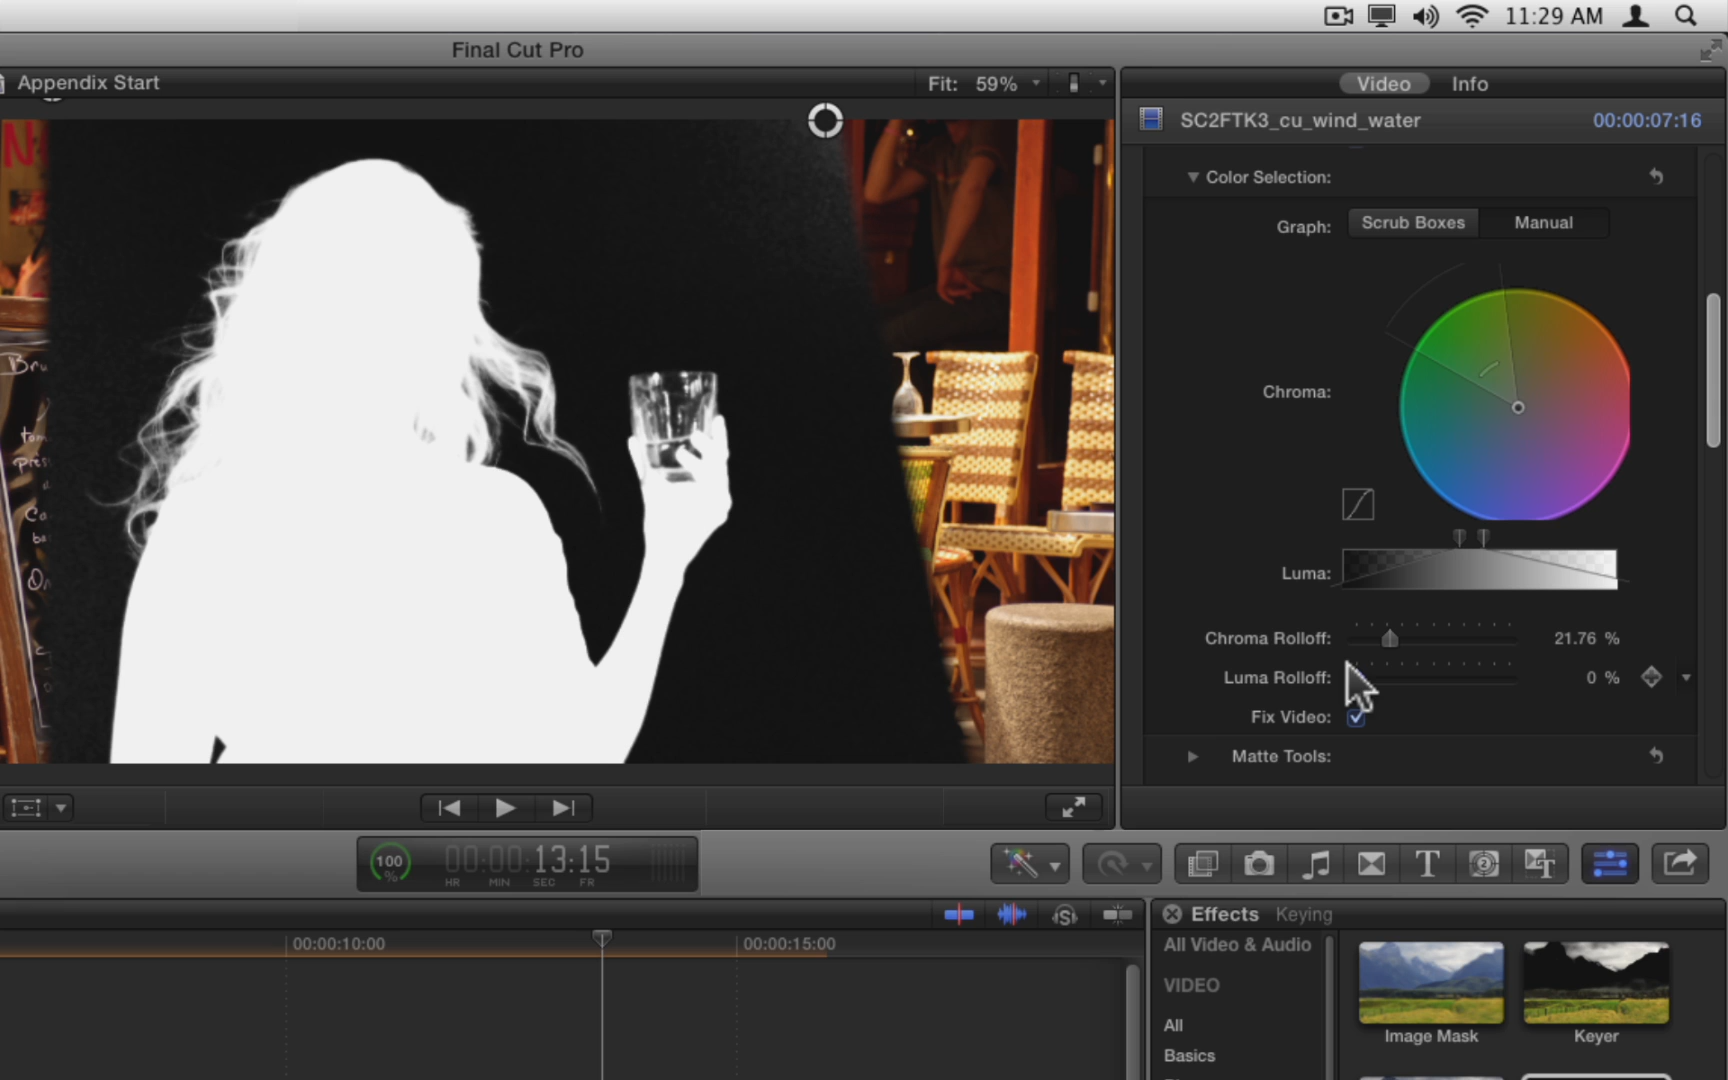 11:29 AM
Final Cut Pro
Appendix Start
Fit: 59%
Video
Info
SC2FTK3_cu_wind_water
00:00:07:16
Color Selection:
Graph:
Scrub Boxes
Manual
Chroma:
Luma:
Chroma Rolloff:
21.76 %
Luma Rolloff:
0 %
Fix Video:
Matte Tools:
100
%
00:00:13:15
HR MIN SEC FR
00:00:10:00
00:00:15:00
Effects
Keying
All Video & Audio
VIDEO
All
Basics
Image Mask
Keyer